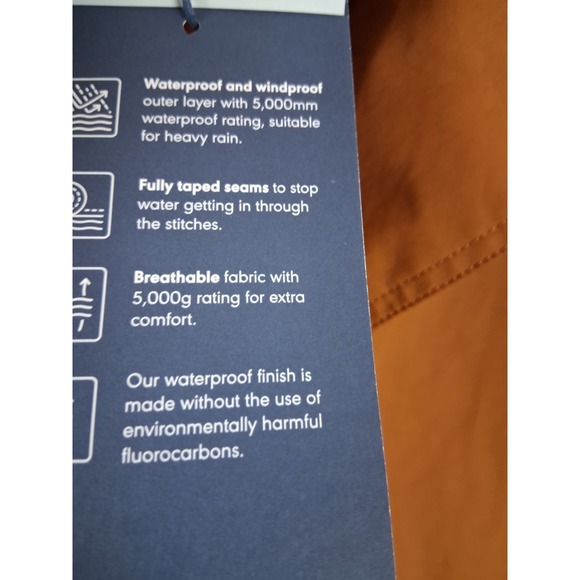 Waterproof and windproof
outer layer with 5,000mm
waterproof rating, suitable
for heavy rain.
Fully taped seams to stop
water getting in through
the stitches.
Breathable fabric with
5,000g rating for extra
comfort.
Our waterproof finish is
made without the use of
environmentally harmful
fluorocarbons.